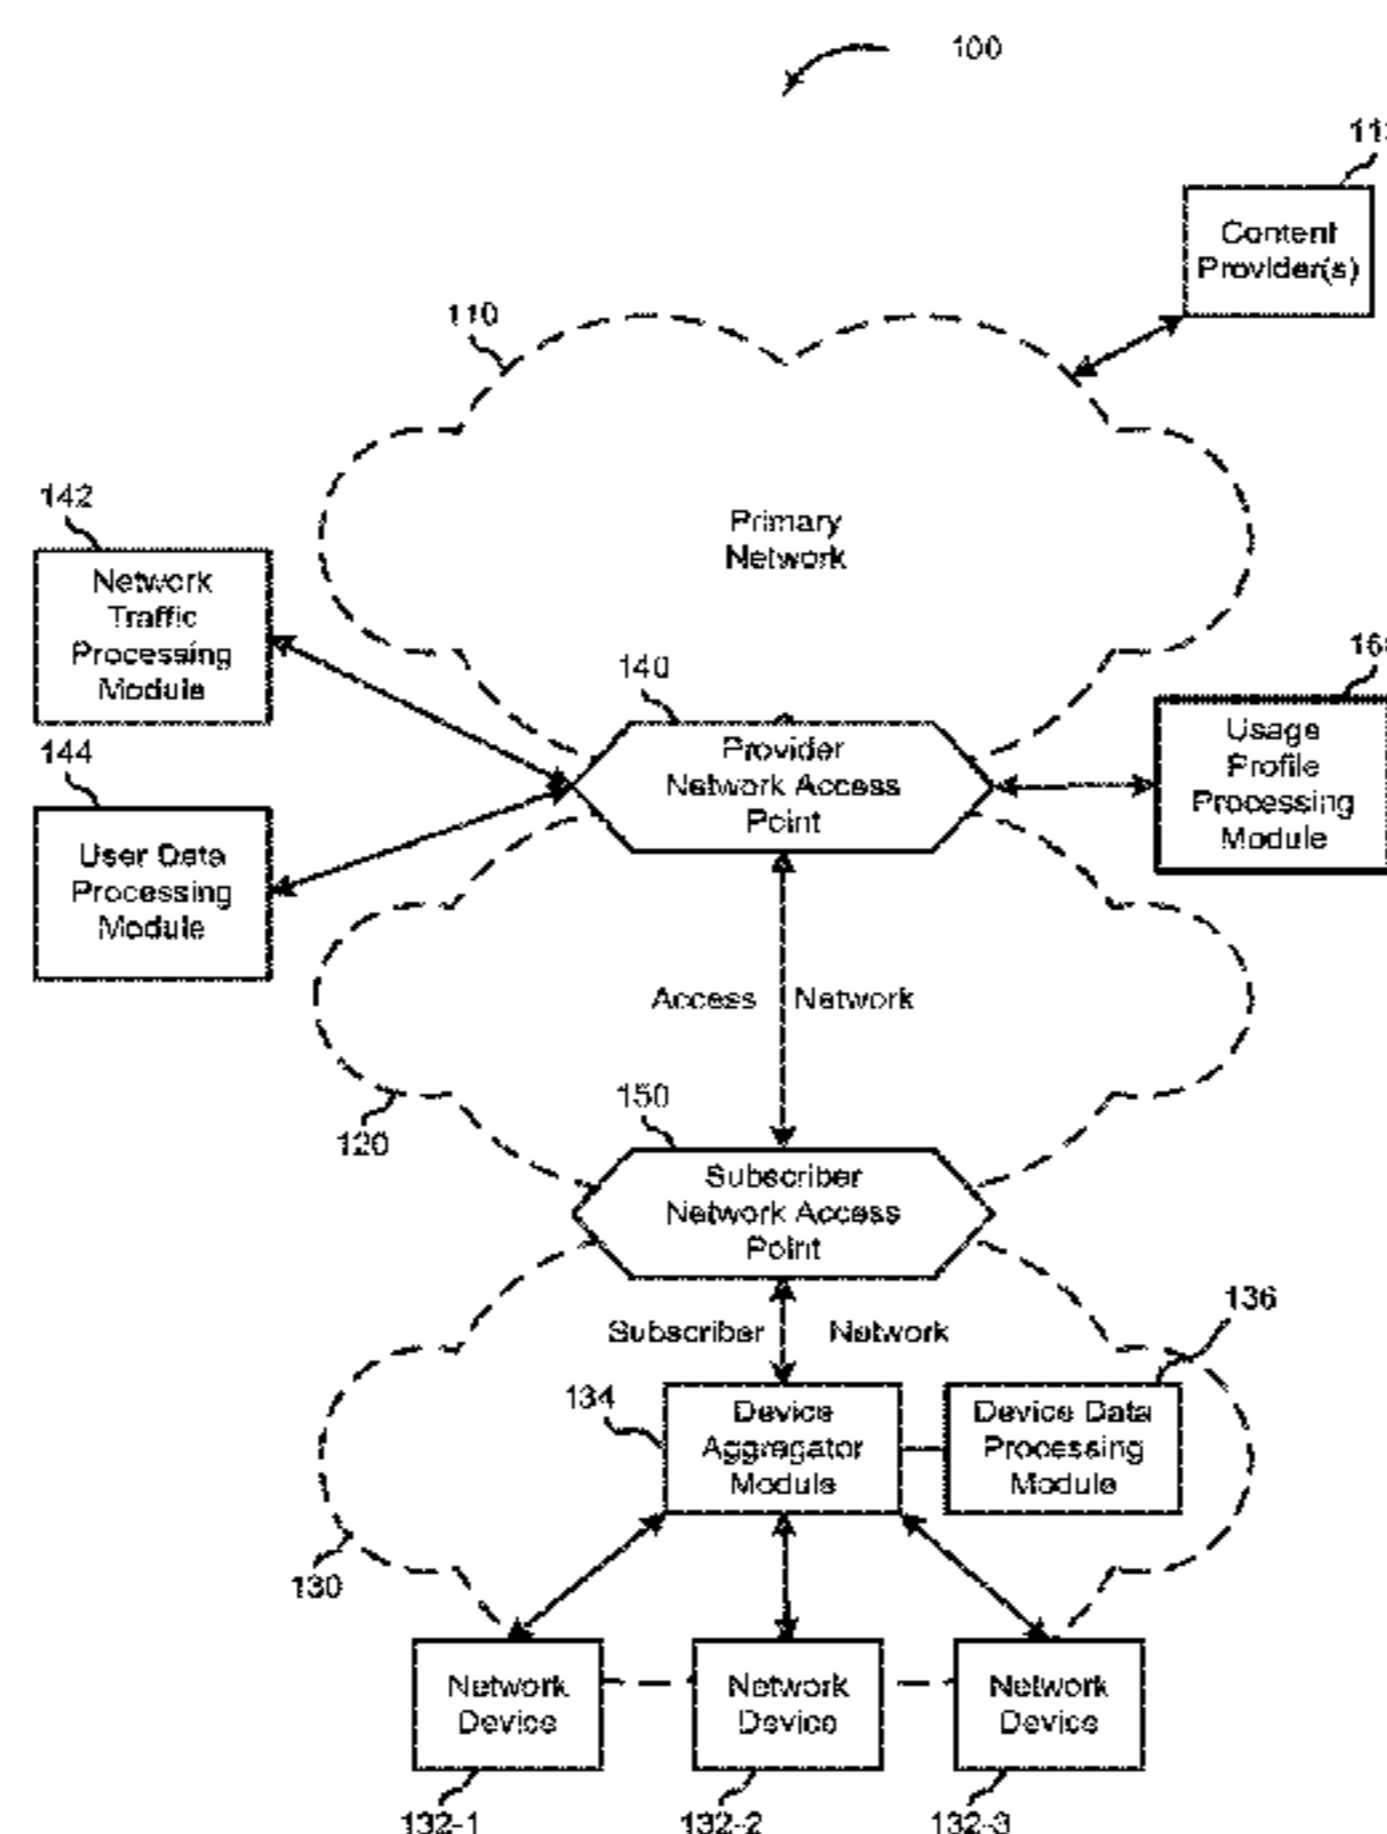 100
Content
Provider(s)
110
Primary
Network
142
Network
Traffic
Processing
Module
140
Provider
Network Access
Point
Usage
Profile
Processing
Module
144
User Data
Processing
Module
Access Network
120
150
Subscriber
Network Access
Point
Subscriber Network
136
134
Device
Aggregator
Module
Device Data
Processing
Module
130
Network
Device
Network
Device
Network
Device
132-1
132-2
132-3